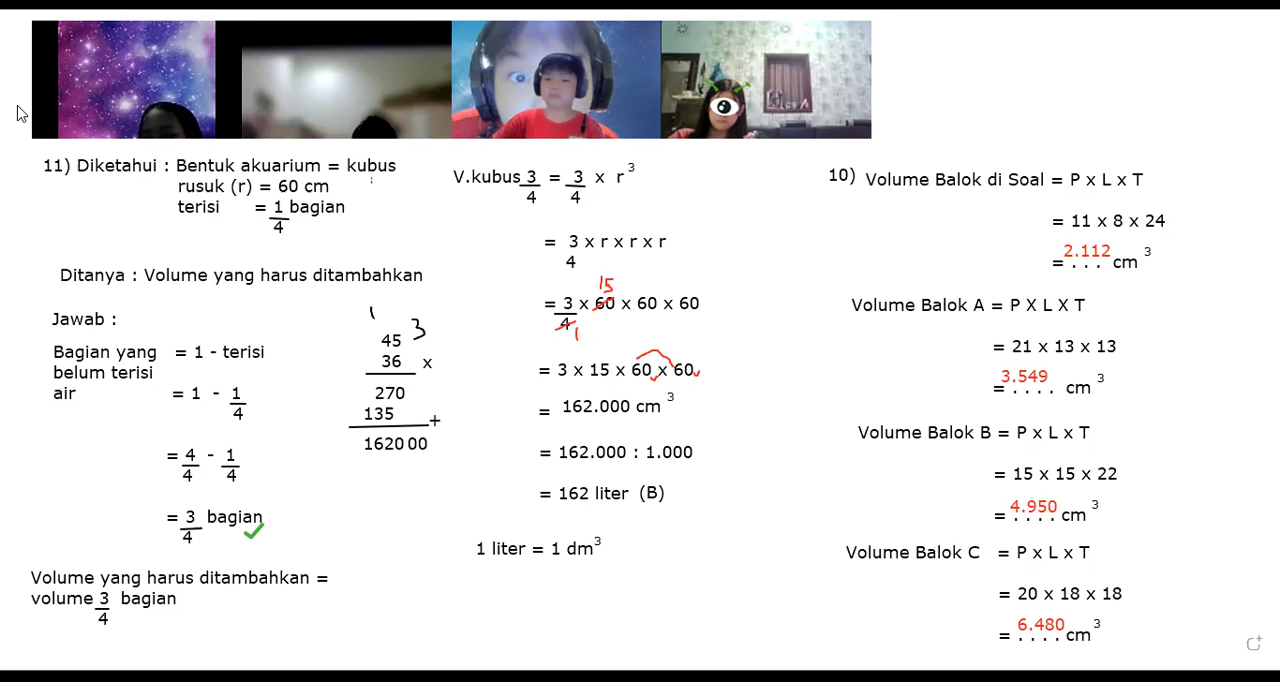 11) Diketahui : Bentuk akuarium = kubus
rusuk (r) = 60 cm
terisi = 1/4 bagian
Ditanya : Volume yang harus ditambahkan
Jawab :
Bagian yang belum terisi air = 1 - terisi
= 1 - 1/4
= 4/4 - 1/4
= 3/4 bagian
Volume yang harus ditambahkan =
volume 3/4 bagian
1
45 3
36 x
270
135 +
162000
V.kubus 3/4 = 3/4 x r³
= 3/4 x r x r x r
15
= 3/4 x 60 x 60 x 60
1
= 3 x 15 x 60 x 60
= 162.000 cm³
= 162.000 : 1.000
= 162 liter (B)
1 liter = 1 dm³
10) Volume Balok di Soal = P x L x T
= 11 x 8 x 24
= 2.112 ... cm³
Volume Balok A = P X L X T
= 21 x 13 x 13
= 3.549 .... cm³
Volume Balok B = P x L x T
= 15 x 15 x 22
= 4.950 .... cm³
Volume Balok C = P x L x T
= 20 x 18 x 18
= 6.480 .... cm³